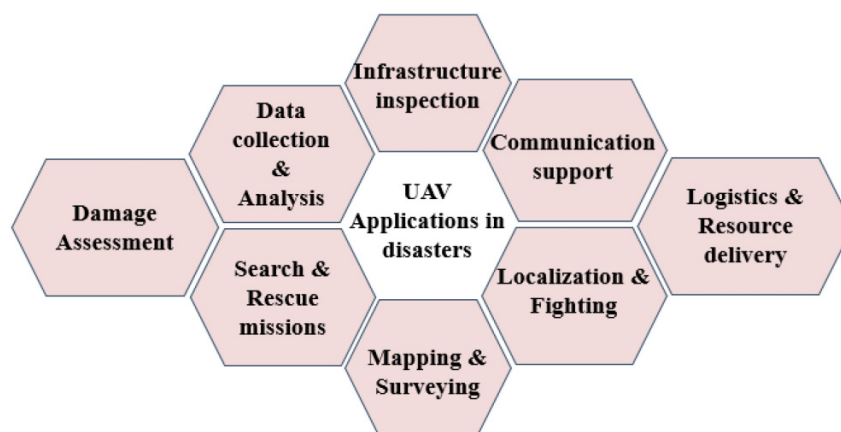 Infrastructure
inspection
Data
collection
&
Analysis
Communication
support
UAV
Applications in
disasters
Damage
Assessment
Logistics &
Resource
delivery
Search &
Rescue
missions
Localization &
Fighting
Mapping &
Surveying